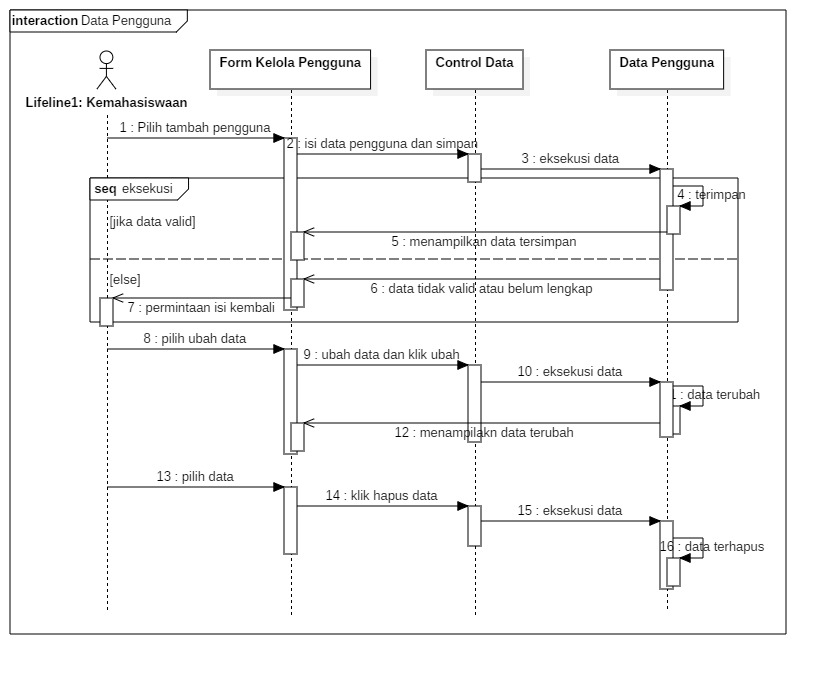 interaction Data Pengguna
Form Kelola Pengguna
Control Data
Data Pengguna
Lifeline1: Kemahasiswaan
1 : Pilih tambah pengguna
2 : isi data pengguna dan simpan
3 : eksekusi data
seq eksekusi
4 : terimpan
[jika data valid]
5 : menampilkan data tersimpan
[else]
6 : data tidak valid atau belum lengkap
7 : permintaan isi kembali
8 : pilih ubah data
9 : ubah data dan klik ubah
10 : eksekusi data
1 : data terubah
12 : menampilakn data terubah
13 : pilih data
14 : klik hapus data
15 : eksekusi data
16 : data terhapus